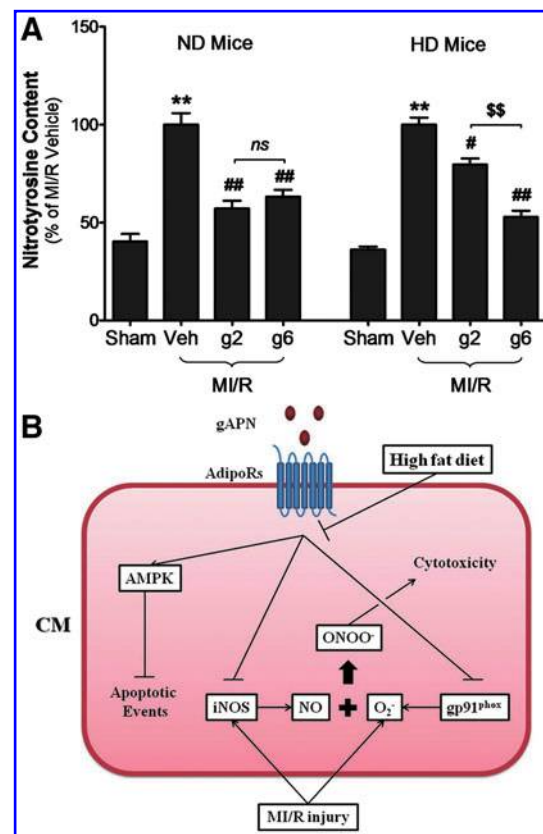 A
ND Mice HD Mice
Nitrotyrosine Content
(% of MI/R Vehicle)
150
100
50
0
** ## ns ## ** # $$ ##
Sham Veh g2 g6 Sham Veh g2 g6
MI/R MI/R
B
gAPN
AdipoRs
High fat diet
CM
AMPK
Cytotoxicity
ONOO-
Apoptotic
Events
iNOS NO + O2- gp91phox
MI/R injury